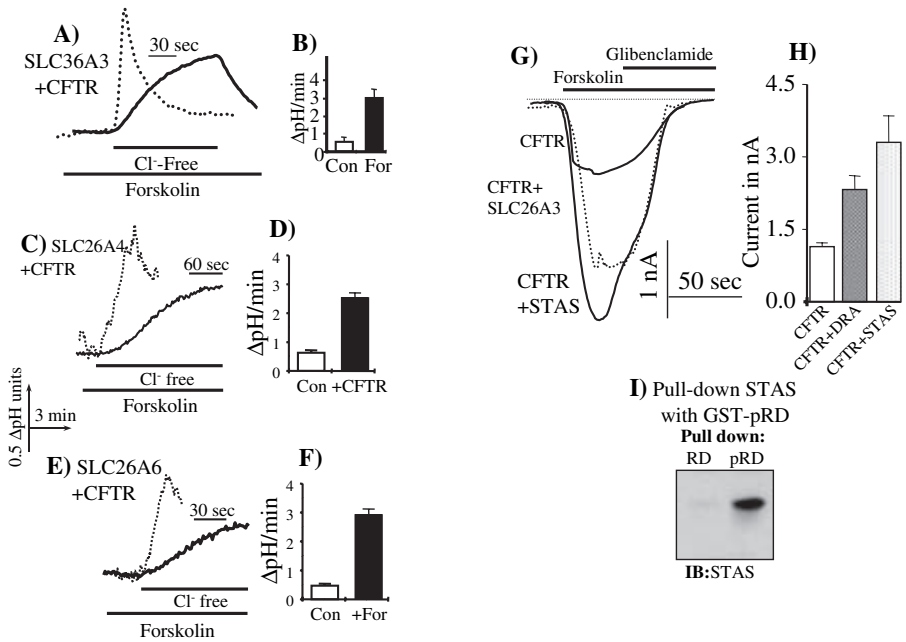 A)
30 sec
SLC36A3
+CFTR
Cl⁻-Free
Forskolin
B)
ΔpH/min
5
4
3
2
1
0
Con For
C) SLC26A4
+CFTR
60 sec
Cl⁻ free
Forskolin
D)
ΔpH/min
4
3
2
1
0
Con +CFTR
0.5 ΔpH units
3 min
E) SLC26A6
+CFTR
30 sec
Cl⁻ free
Forskolin
F)
ΔpH/min
4
3
2
1
0
Con +For
G)
Glibenclamide
Forskolin
CFTR
CFTR+
SLC26A3
CFTR
+STAS
1 nA
50 sec
H)
Current in nA
4.5
3.0
1.5
0.0
CFTR
CFTR+DRA
CFTR+STAS
I) Pull-down STAS
with GST-pRD
Pull down:
RD pRD
IB:STAS